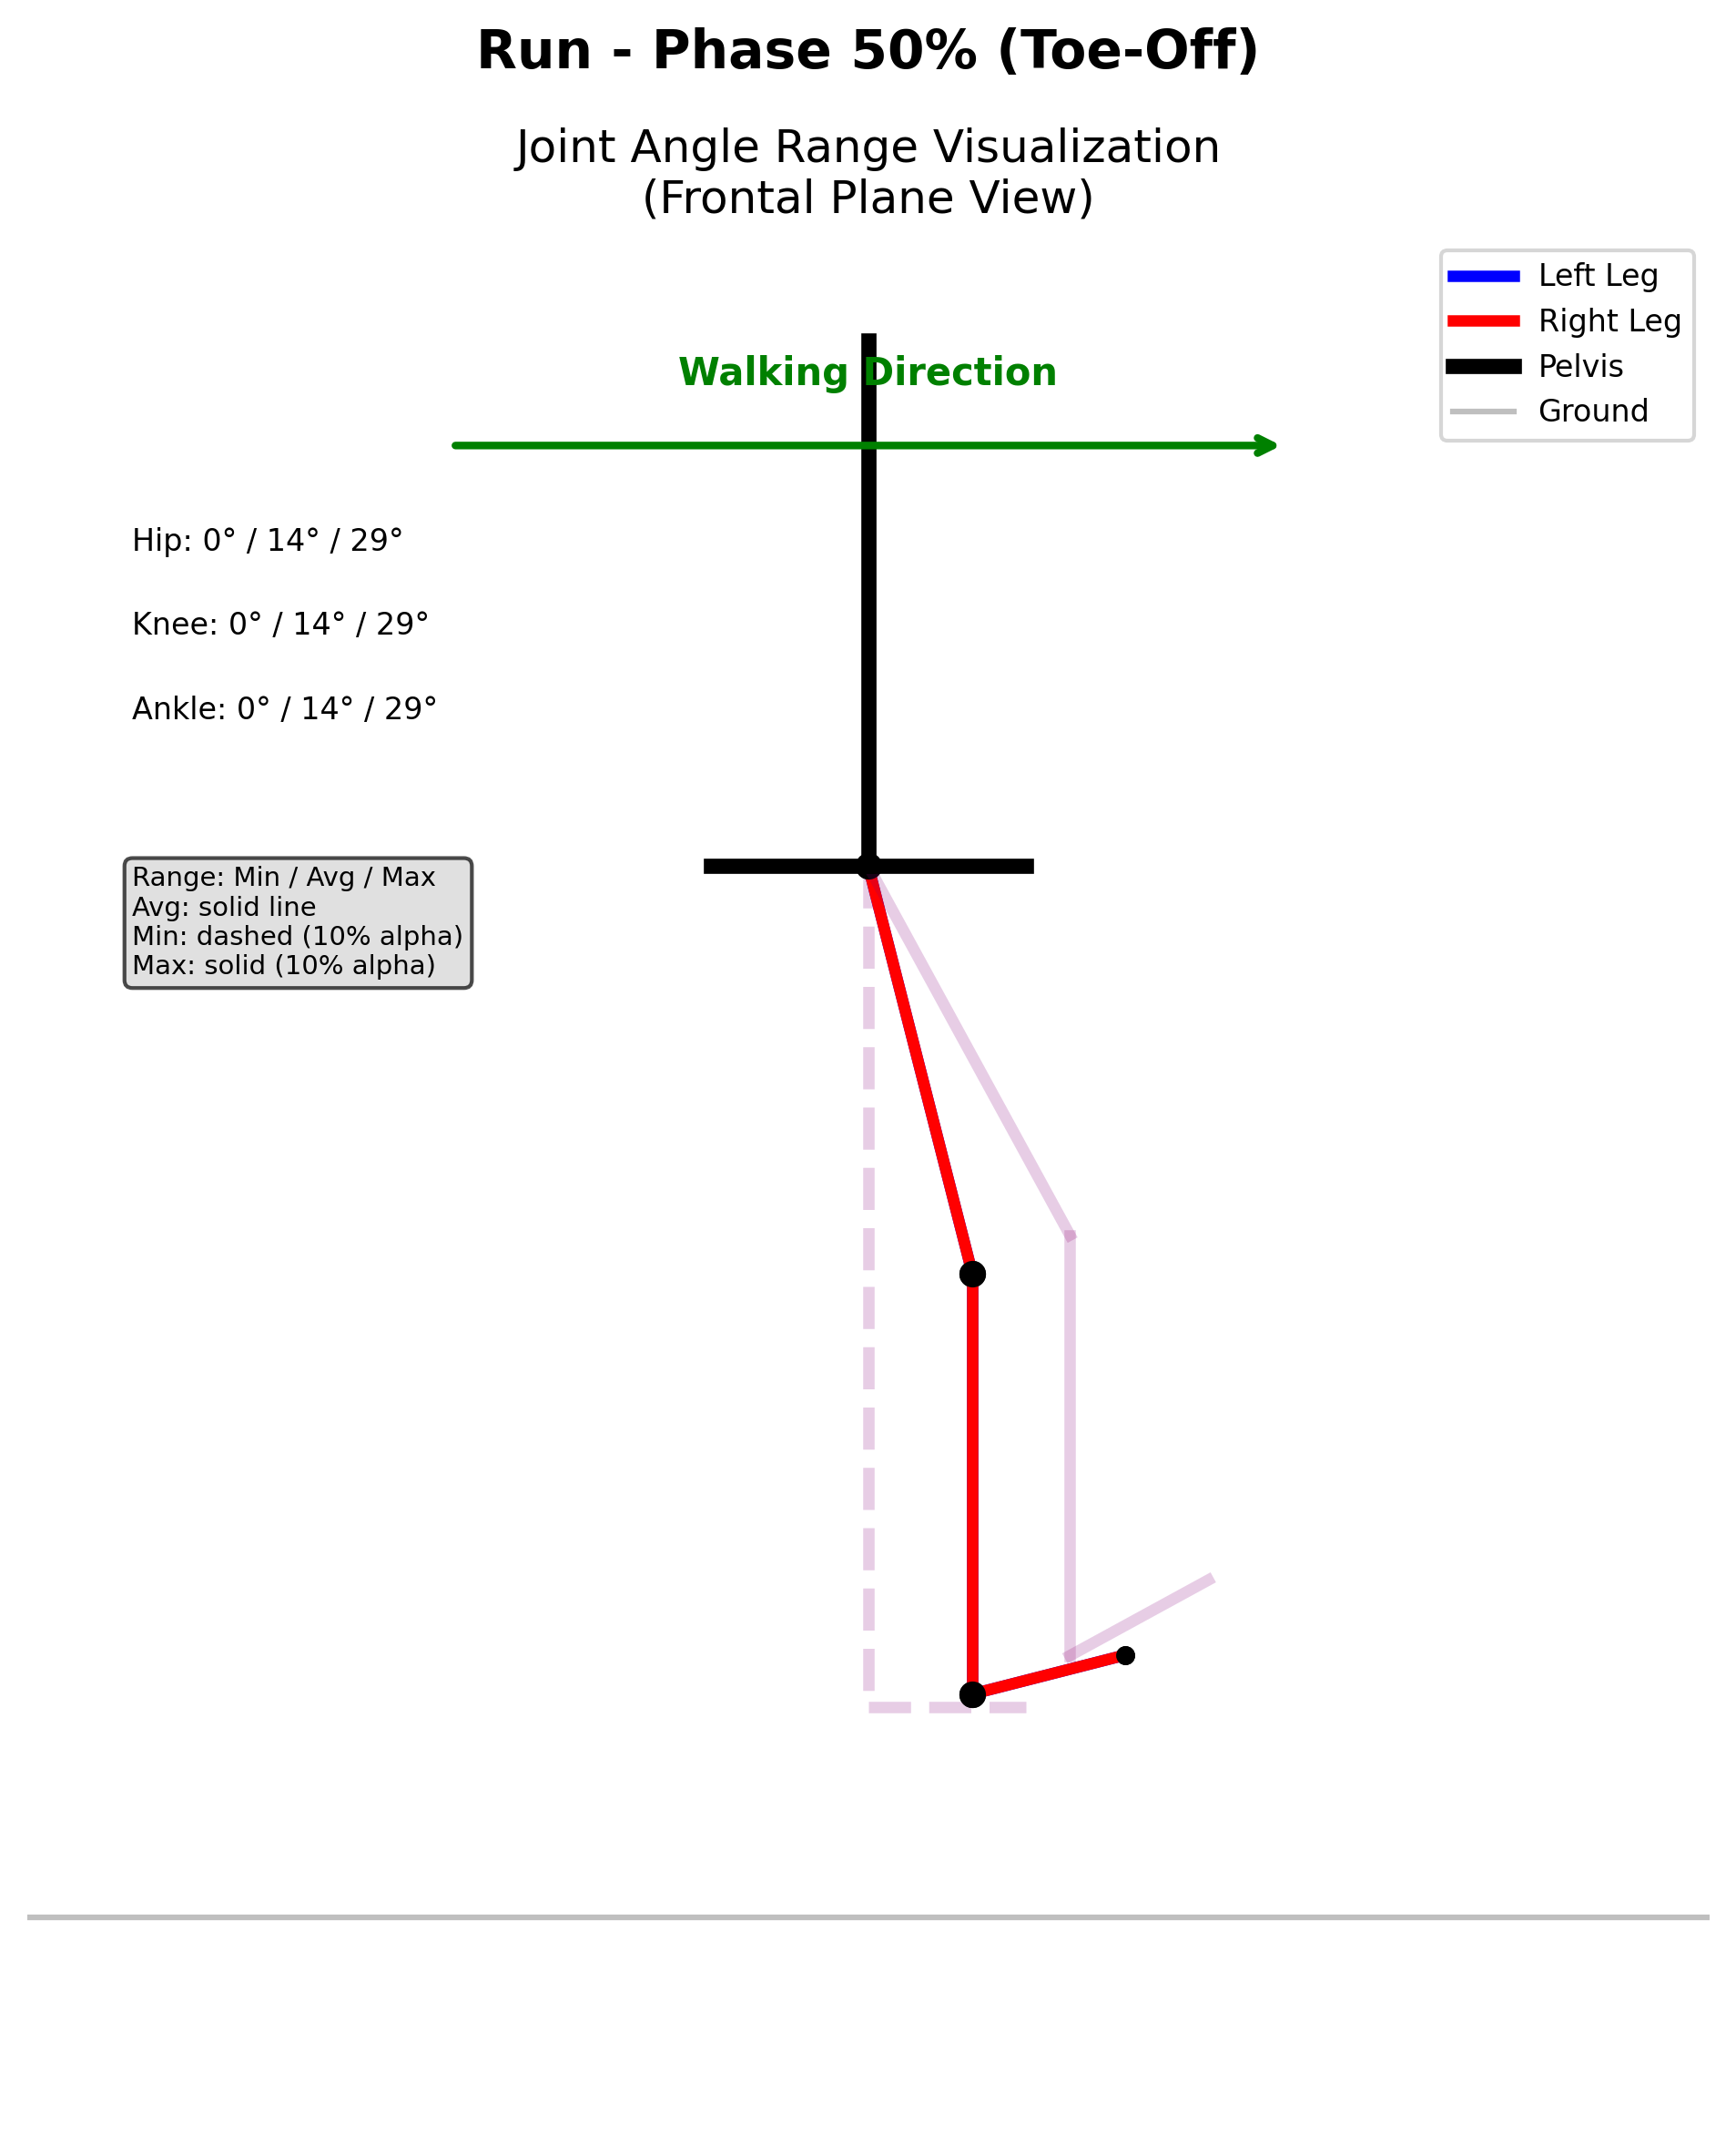 Run - Phase 50% (Toe-Off)
Joint Angle Range Visualization
(Frontal Plane View)
Left Leg
Right Leg
Pelvis
Ground
Walking Direction
Hip: 0° / 14° / 29°
Knee: 0° / 14° / 29°
Ankle: 0° / 14° / 29°
Range: Min / Avg / Max
Avg: solid line
Min: dashed (10% alpha)
Max: solid (10% alpha)